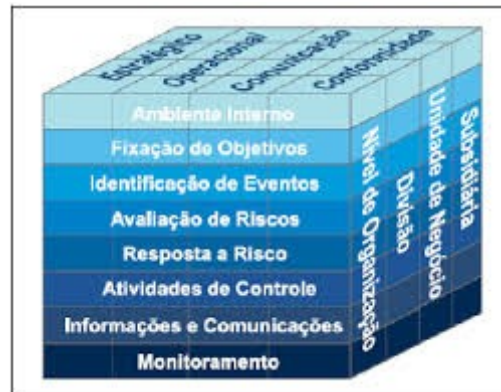 Estratégico
Operacional
Comunicação
Conformidade
Ambiente Interno
Fixação de Objetivos
Identificação de Eventos
Avaliação de Riscos
Resposta a Risco
Atividades de Controle
Informações e Comunicações
Monitoramento
Nível de Organização
Divisão
Unidade de Negócio
Subsidiária